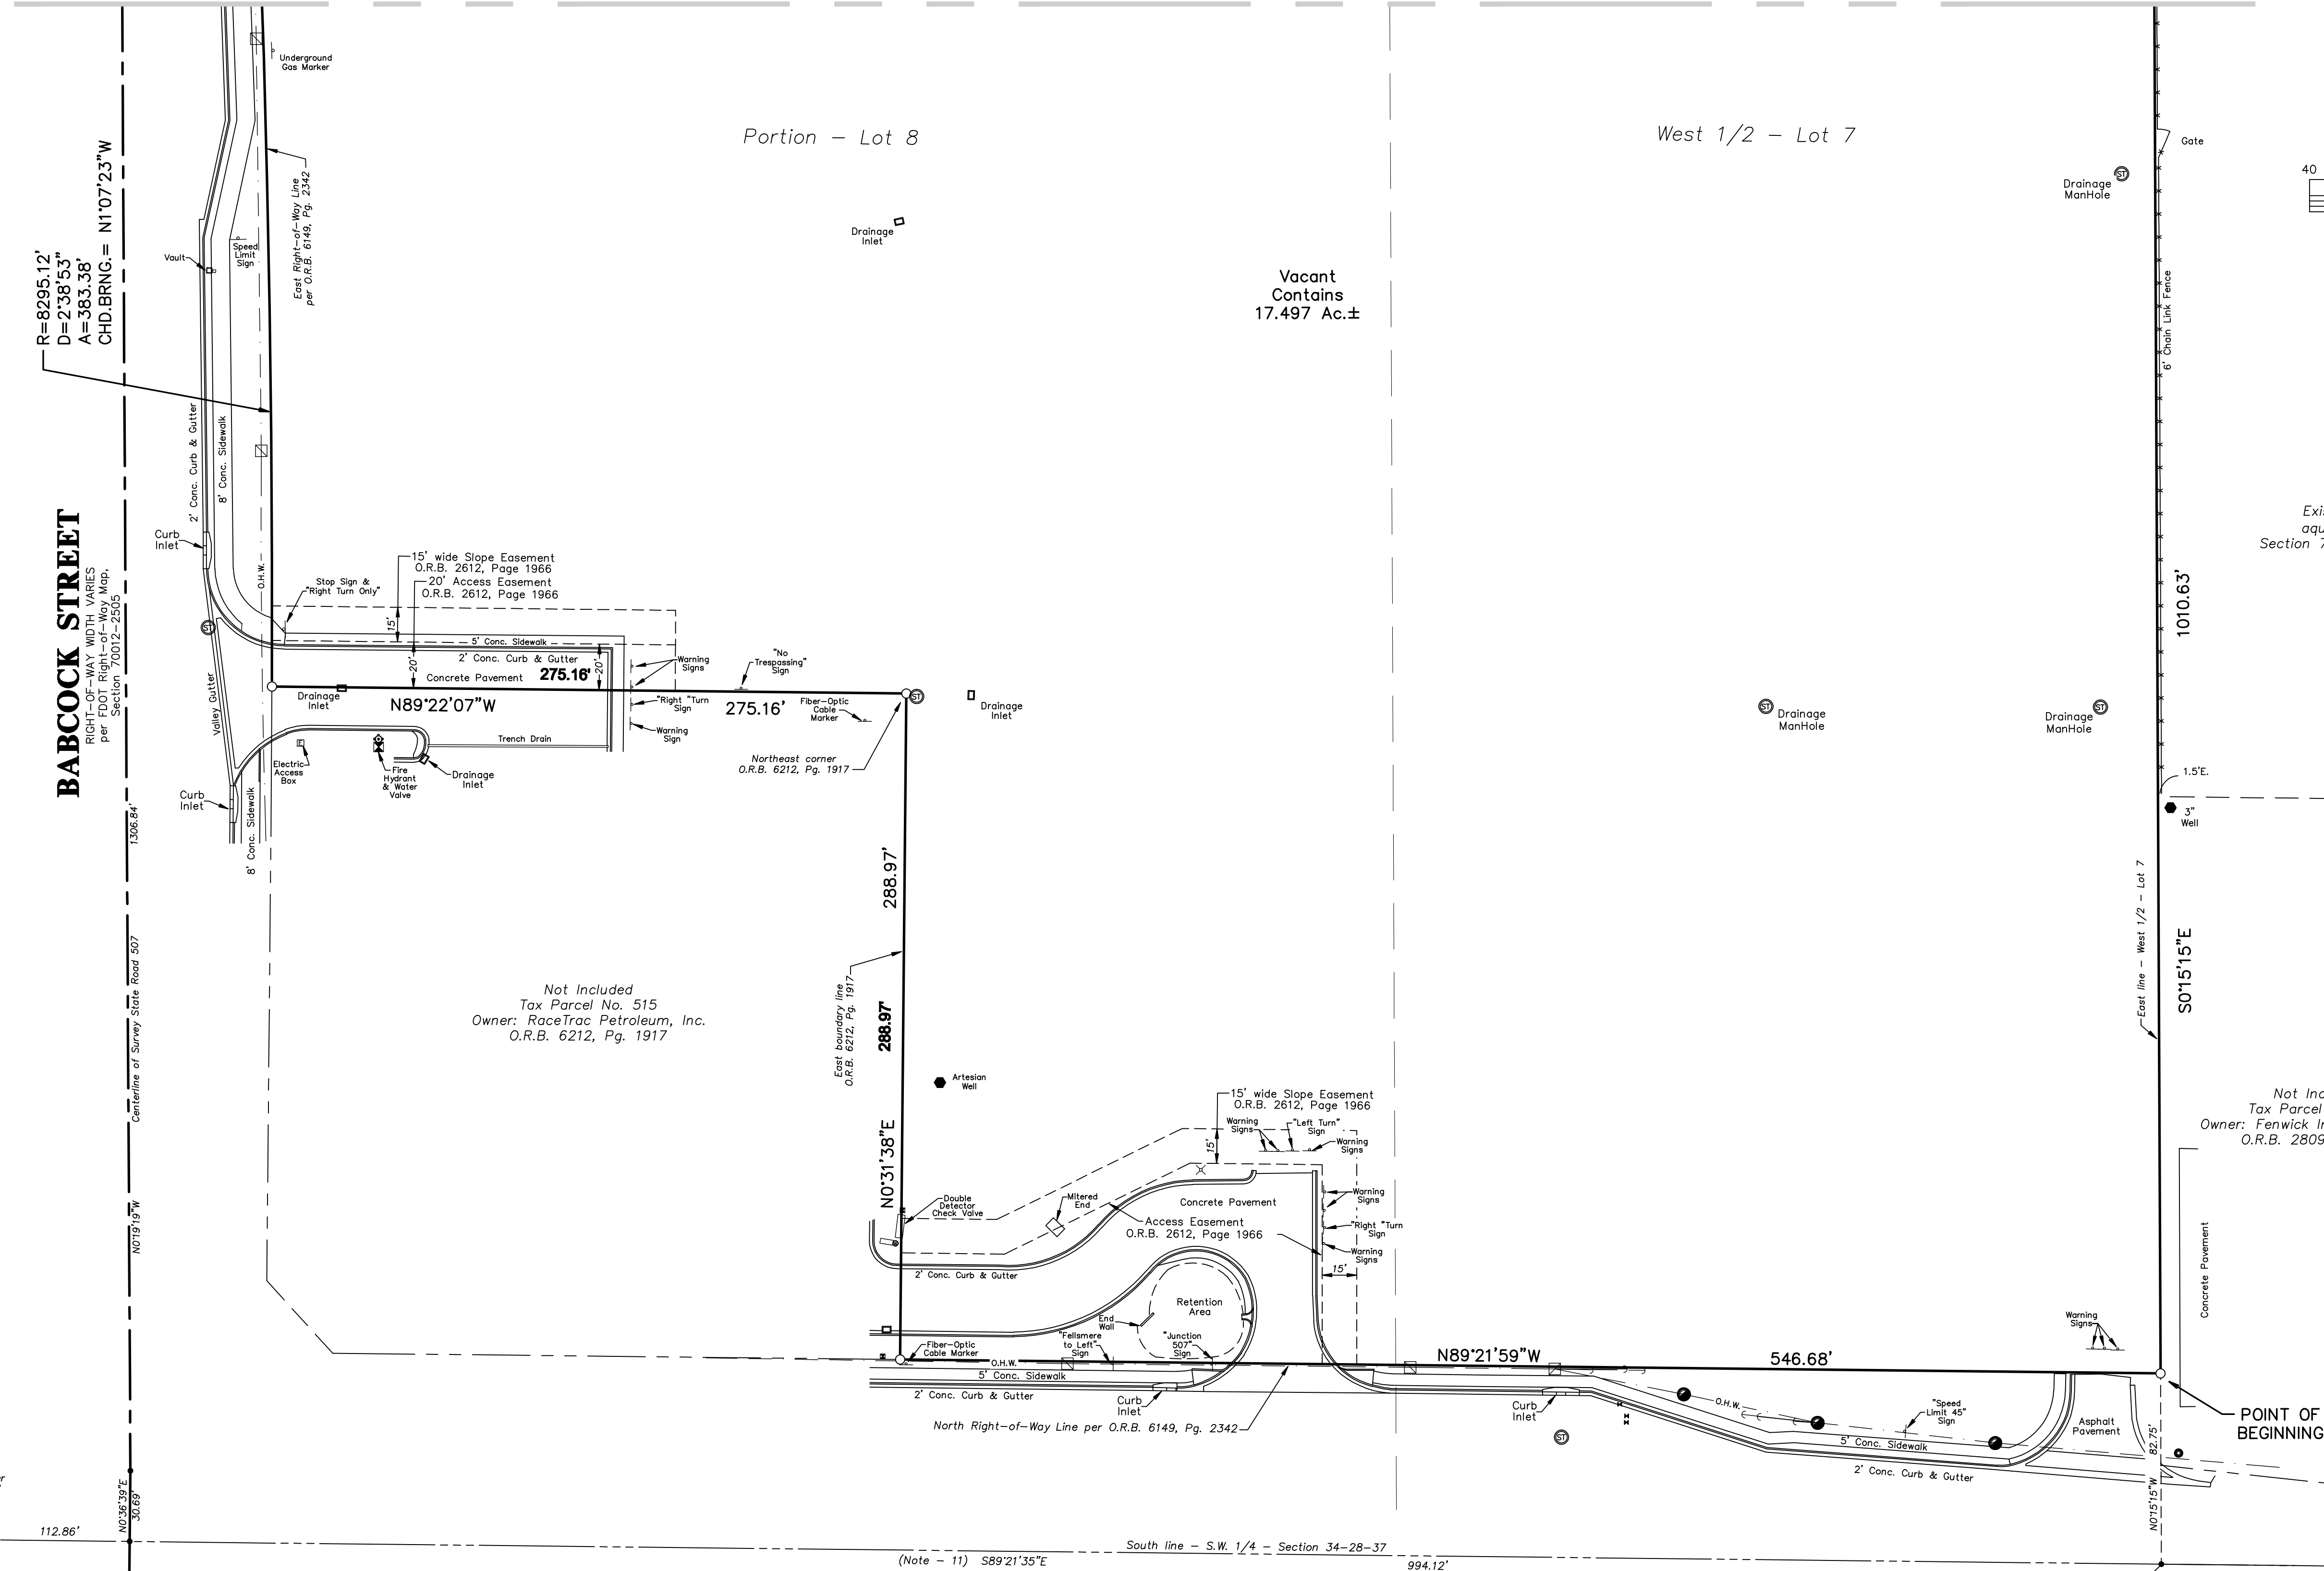 Underground
Gas Marker
Portion – Lot 8
West 1/2 – Lot 7
Gate
40
Drainage
ManHole
R=8295.12'
D=2°38'53"
A=383.38'
CHD.BRNG.= N1°07'23"W
East Right–of–Way Line
per O.R.B. 6149, Pg. 2342
Vault
Speed
Limit
Sign
Drainage
Inlet
Vacant
Contains
17.497 Ac.±
6' Chain Link Fence
2' Conc. Curb & Gutter
8' Conc. Sidewalk
Curb
Inlet
O.H.W.
BABCOCK STREET
RIGHT–OF–WAY WIDTH VARIES
per FDOT Right–of–Way Map,
Section 70012–2505
15' wide Slope Easement
O.R.B. 2612, Page 1966
20' Access Easement
O.R.B. 2612, Page 1966
Stop Sign &
"Right Turn Only"
15'
5' Conc. Sidewalk
20'
2' Conc. Curb & Gutter
20'
Concrete Pavement
275.16'
Warning
Signs
"No
Trespassing"
Sign
Drainage
Inlet
N89°22'07"W
"Right "Turn
Sign
275.16'
Fiber–Optic
Cable
Marker
Drainage
Inlet
Drainage
ManHole
Drainage
ManHole
1010.63'
Section 7
Valley Gutter
Warning
Sign
Trench Drain
Electric
Access
Box
Fire
Hydrant
& Water
Valve
Drainage
Inlet
Northeast corner
O.R.B. 6212, Pg. 1917
1.5'E.
3"
Well
Curb
Inlet
8' Conc. Sidewalk
1306.84'
288.97'
East line – West 1/2 – Lot 7
S0°15'15"E
Centerline of Survey State Road 507
Not Included
Tax Parcel No. 515
Owner: RaceTrac Petroleum, Inc.
O.R.B. 6212, Pg. 1917
East boundary line
O.R.B. 6212, Pg. 1917
288.97'
Artesian
Well
15' wide Slope Easement
O.R.B. 2612, Page 1966
Warning
Signs
"Left Turn"
Sign
Warning
Signs
15'
Not Inc
Tax Parcel
Owner: Fenwick I
O.R.B. 2809
N0°31'38"E
N0°19'19"W
Double
Detector
Check Valve
Mitered
End
Concrete Pavement
Warning
Signs
Access Easement
O.R.B. 2612, Page 1966
"Right "Turn
Sign
Warning
Signs
15'
Concrete Pavement
2' Conc. Curb & Gutter
Retention
Area
End
Wall
Warning
Signs
Fiber–Optic
Cable Marker
"Fellsmere
to Left"
Sign
"Junction
507"
Sign
O.H.W.
N89°21'59"W
546.68'
5' Conc. Sidewalk
2' Conc. Curb & Gutter
Curb
Inlet
Curb
Inlet
O.H.W.
"Speed
Limit 45"
Sign
Asphalt
Pavement
POINT OF
BEGINNING
North Right–of–Way Line per O.R.B. 6149, Pg. 2342
5' Conc. Sidewalk
2' Conc. Curb & Gutter
82.75'
N0°15'15"W
N0°36'39"E
30.69'
112.86'
South line – S.W. 1/4 – Section 34–28–37
(Note – 11) S89°21'35"E
994.12'
ST
ST
ST
ST
ST
ST
E